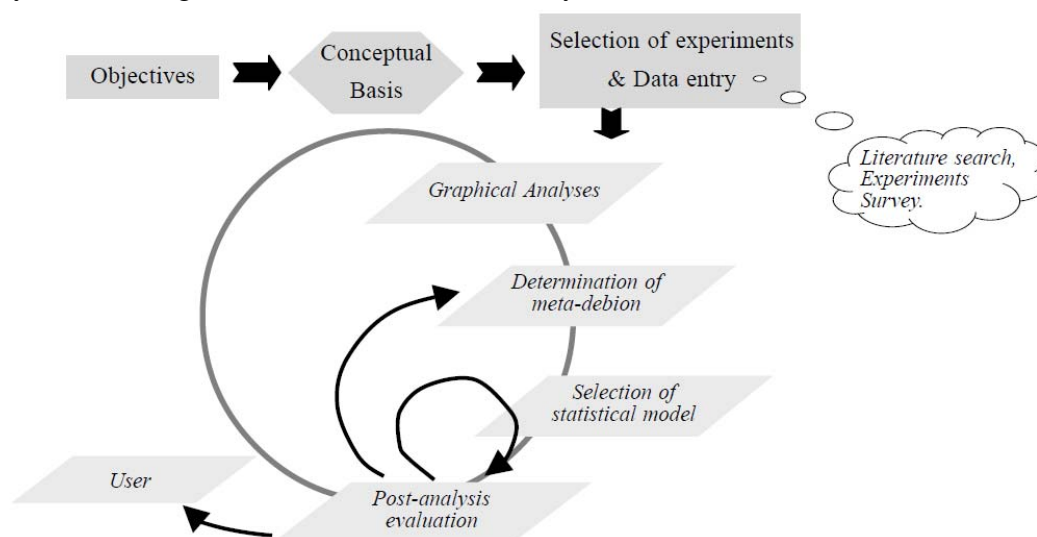 Objectives
Conceptual
Basis
Selection of experiments
& Data entry
Literature search,
Experiments
Survey.
Graphical Analyses
Determination of
meta-debion
Selection of
statistical model
Post-analysis
evaluation
User